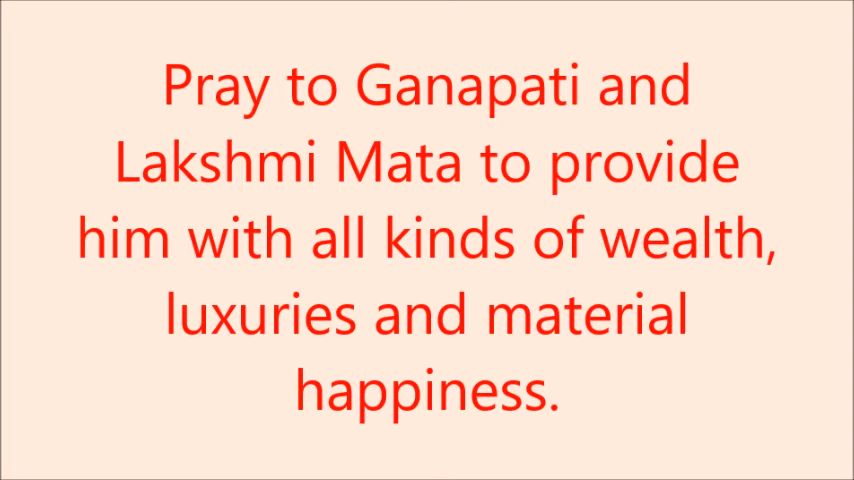 Pray to Ganapati and
Lakshmi Mata to provide
him with all kinds of wealth,
luxuries and material
happiness.